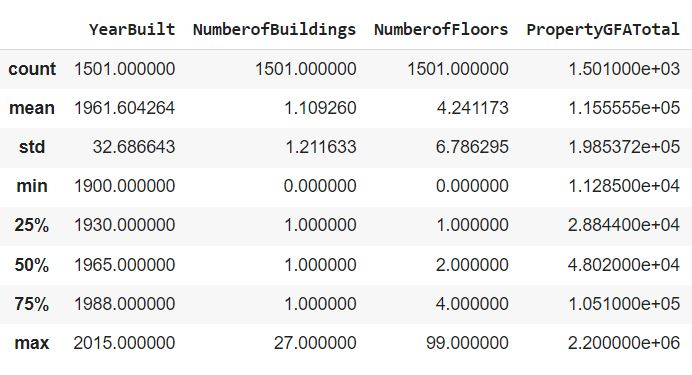 YearBuilt NumberofBuildings NumberofFloors PropertyGFATotal
count 1501.000000 1501.000000 1501.000000 1.501000e+03
mean 1961.604264 1.109260 4.241173 1.155555e+05
std 32.686643 1.211633 6.786295 1.985372e+05
min 1900.000000 0.000000 0.000000 1.128500e+04
25% 1930.000000 1.000000 1.000000 2.884400e+04
50% 1965.000000 1.000000 2.000000 4.802000e+04
75% 1988.000000 1.000000 4.000000 1.051000e+05
max 2015.000000 27.000000 99.000000 2.200000e+06